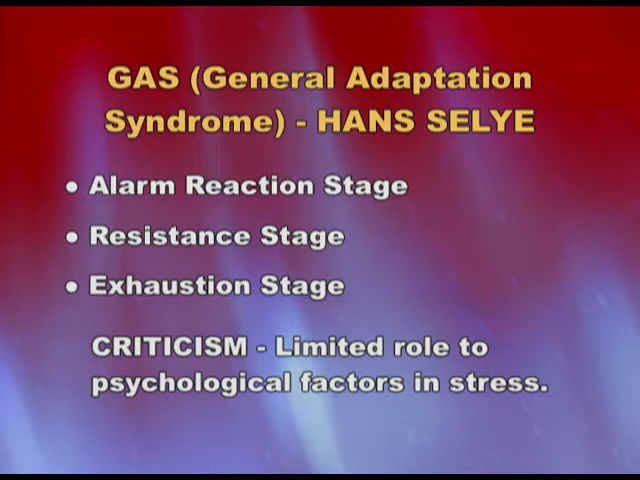 GAS (General Adaptation
Syndrome) - HANS SELYE
● Alarm Reaction Stage
● Resistance Stage
● Exhaustion Stage
CRITICISM - Limited role to
psychological factors in stress.